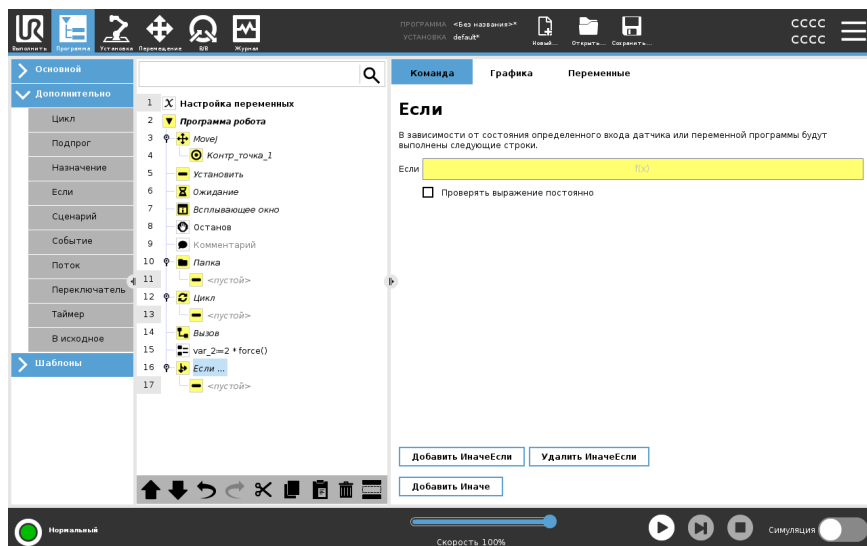 UR
Выполнить
Программа
Установка
Перемещение
В/В
Журнал
ПРОГРАММА <Без названия>*
УСТАНОВКА default*
Новый...
Открыть...
Сохранить...
CCCC
CCCC
Основной
Дополнительно
Цикл
Подпрог
Назначение
Если
Сценарий
Событие
Поток
Переключатель
Таймер
В исходное
Шаблоны
1 X Настройка переменных
2 Программа робота
3 MoveJ
4 Контр_точка_1
5 Установить
6 Ожидание
7 Всплывающее окно
8 Останов
9 Комментарий
10 Папка
11 <пустой>
12 Цикл
13 <пустой>
14 Вызов
15 var_2≔2 * force()
16 Если ...
17 <пустой>
Команда
Графика
Переменные
Если
В зависимости от состояния определенного входа датчика или переменной программы будут
выполнены следующие строки.
Если f(x)
Проверять выражение постоянно
Добавить ИначеЕсли
Удалить ИначеЕсли
Добавить Иначе
Нормальный
Скорость 100%
Симуляция